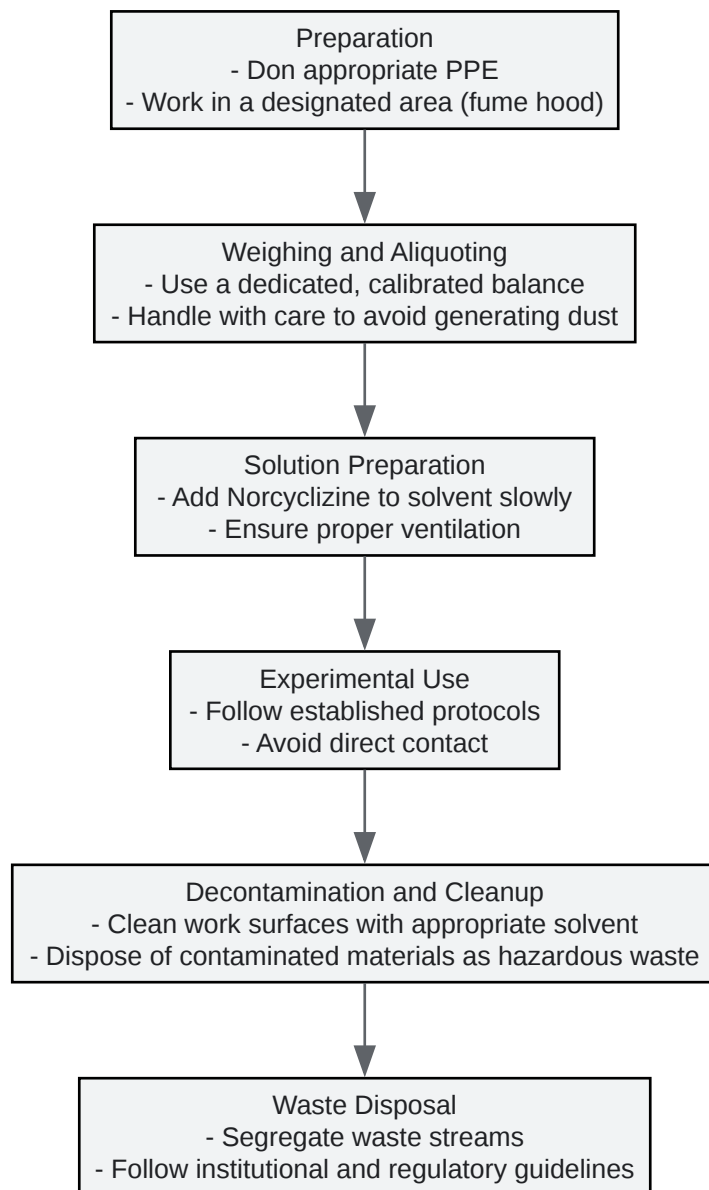 Preparation
- Don appropriate PPE
- Work in a designated area (fume hood)
Weighing and Aliquoting
- Use a dedicated, calibrated balance
- Handle with care to avoid generating dust
Solution Preparation
- Add Norcyclizine to solvent slowly
- Ensure proper ventilation
Experimental Use
- Follow established protocols
- Avoid direct contact
Decontamination and Cleanup
- Clean work surfaces with appropriate solvent
- Dispose of contaminated materials as hazardous waste
Waste Disposal
- Segregate waste streams
- Follow institutional and regulatory guidelines